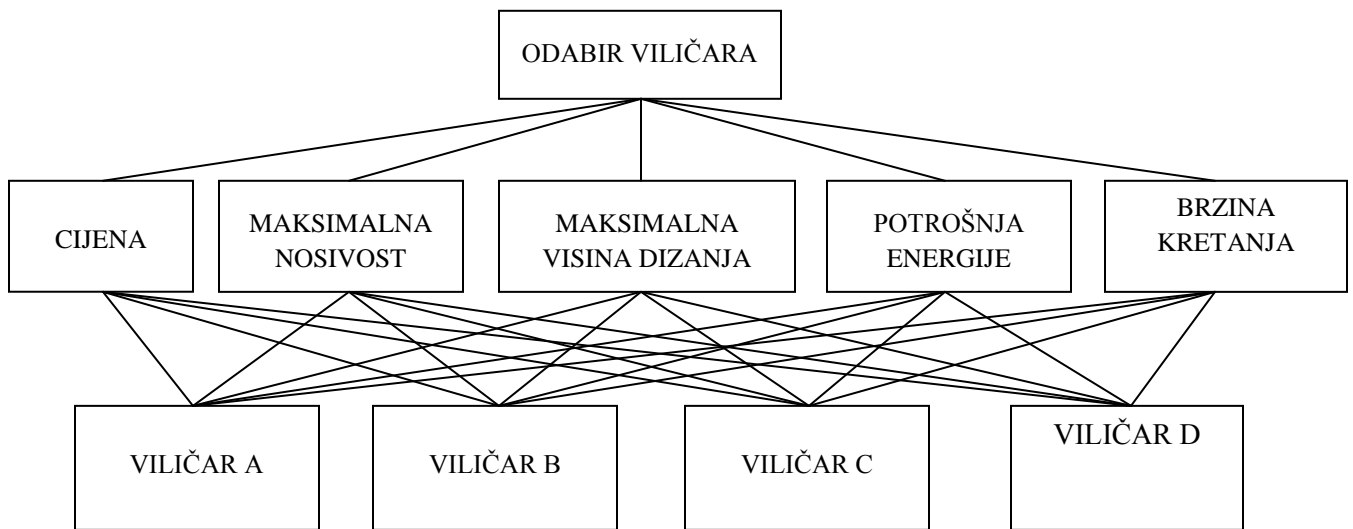 ODABIR VILIČARA
CIJENA
MAKSIMALNA
NOSIVOST
MAKSIMALNA
VISINA DIZANJA
POTROŠNJA
ENERGIJE
BRZINA
KRETANJA
VILIČAR A
VILIČAR B
VILIČAR C
VILIČAR D